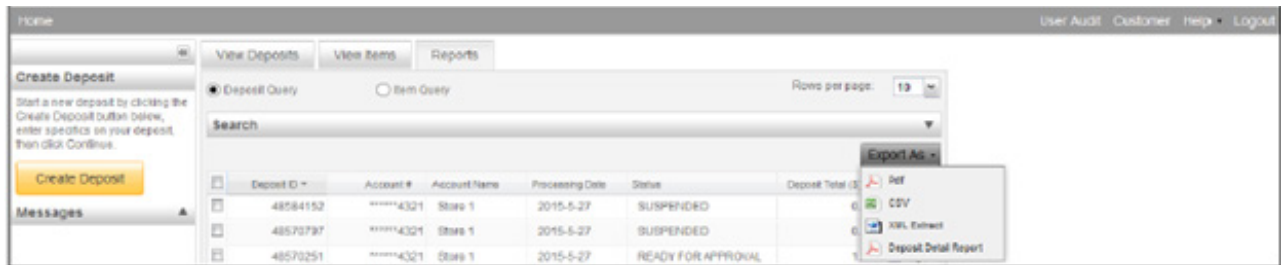 Home User Audit Customer Help Logout
View Deposits View Items Reports
Create Deposit
Deposit Query Item Query Rows per page: 10
Start a new deposit by clicking the
Create Deposit button below,
enter specifics on your deposit,
then click Continue.
Search
Export As
Create Deposit
Pdf
CSV
XML Extract
Deposit Detail Report
Deposit ID Account # Account Name Processing Date Status Deposit Total ($
Messages
48584152 ******4321 Store 1 2015-5-27 SUSPENDED
48570797 ******4321 Store 1 2015-5-27 SUSPENDED
48570251 ******4321 Store 1 2015-5-27 READY FOR APPROVAL